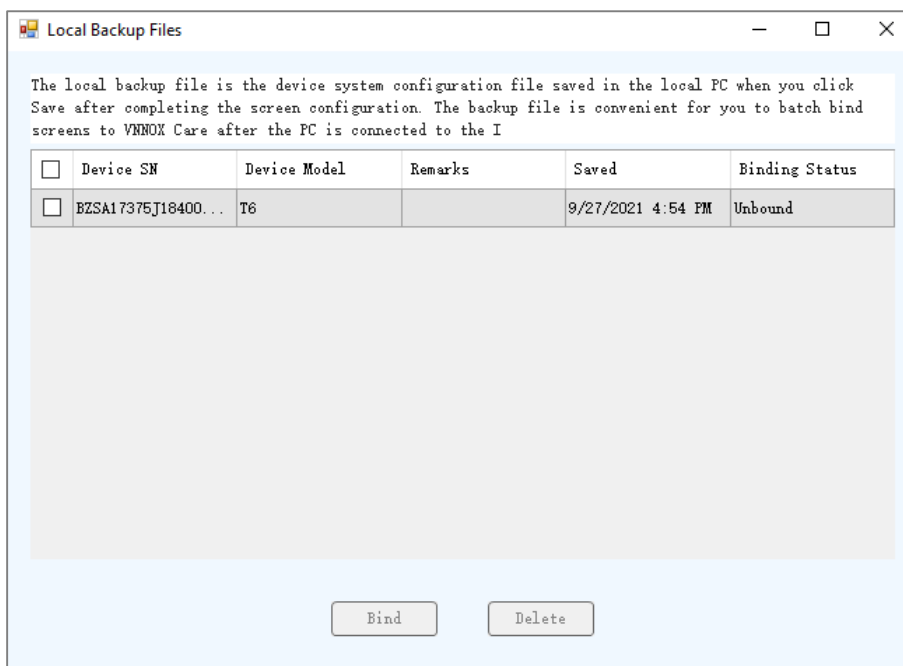 Local Backup Files
The local backup file is the device system configuration file saved in the local PC when you click
Save after completing the screen configuration. The backup file is convenient for you to batch bind
screens to VNNOX Care after the PC is connected to the I
Device SN Device Model Remarks Saved Binding Status
BZSA17375J18400... T6 9/27/2021 4:54 PM Unbound
Bind Delete